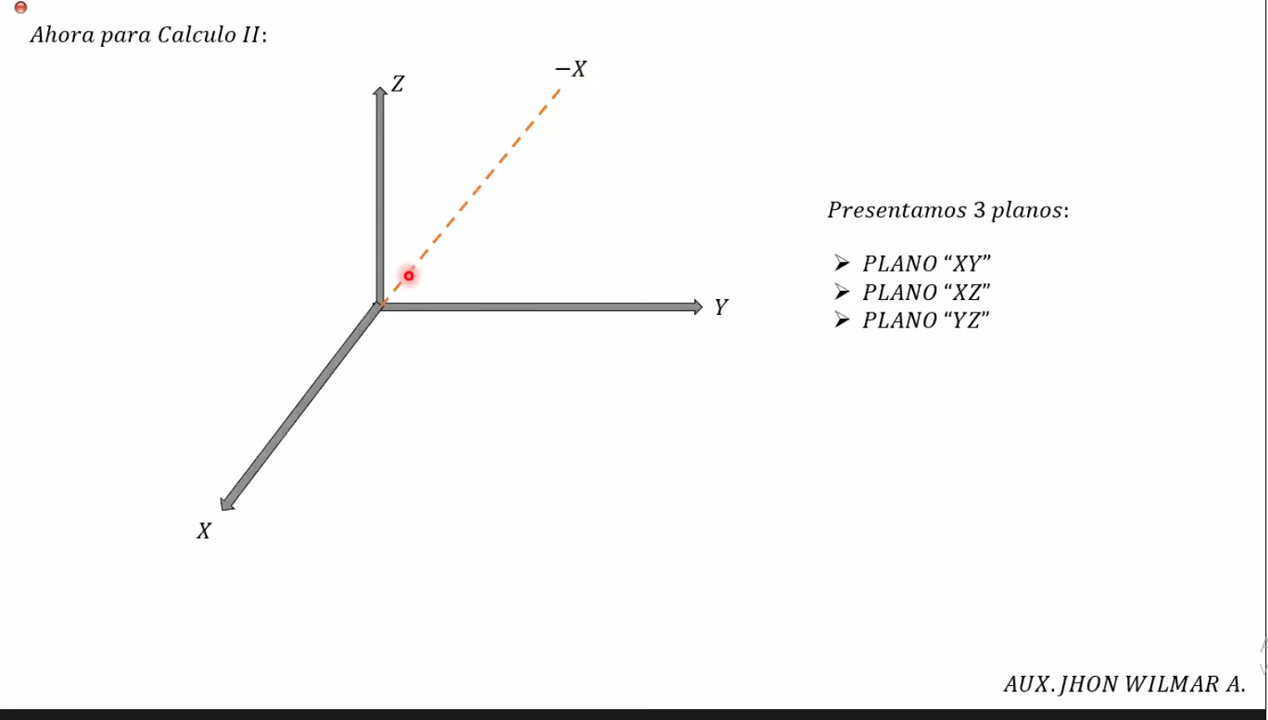 Ahora para Calculo II:
−X
Z
Presentamos 3 planos:
PLANO “XY”
PLANO “XZ”
Y
PLANO “YZ”
X
AUX. JHON WILMAR A.